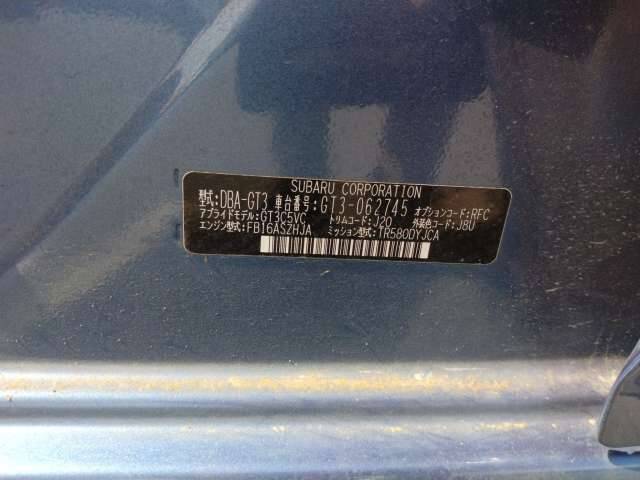 SUBARU CORPORATION
型式:DBA-GT3 車台番号:GT3-062745 オプションコード:RFC
アプライドモデル:GT3C5VC トリムコード:J20 外装色コード:J8U
エンジン型式:FB16ASZHJA ミッション型式:TR580DYJCA